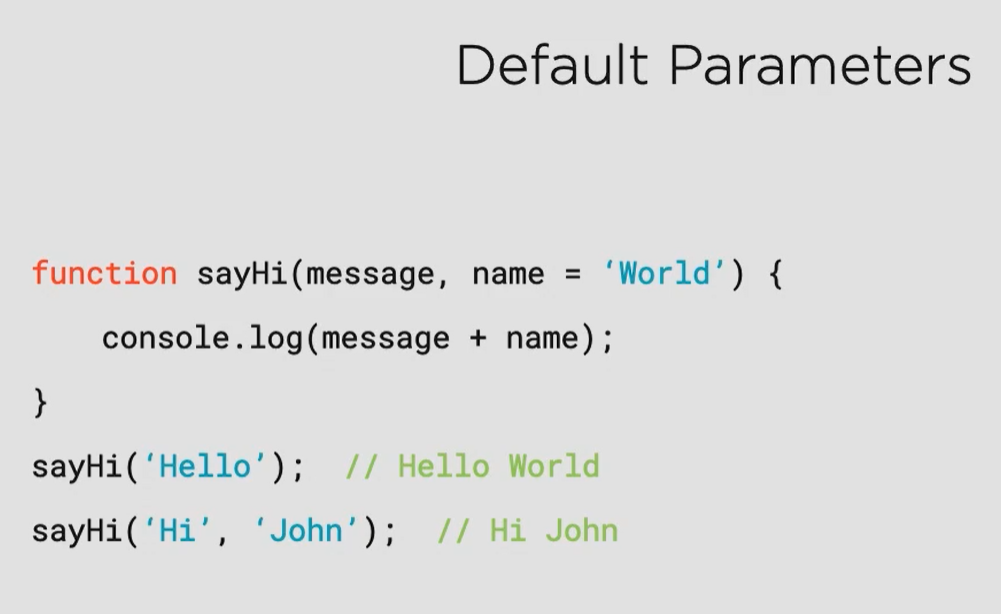 Default Parameters
function sayHi(message, name = ‘World’) {
console.log(message + name);
}
sayHi(‘Hello’); // Hello World
sayHi(‘Hi’, ‘John’); // Hi John